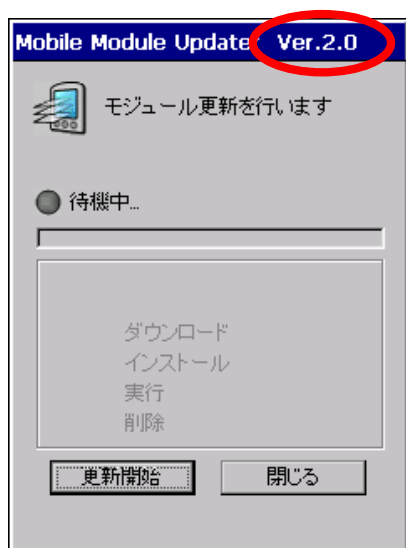 Mobile Module Updater Ver.2.0
モジュール更新を行います
待機中...
ダウンロード
インストール
実行
削除
更新開始
閉じる